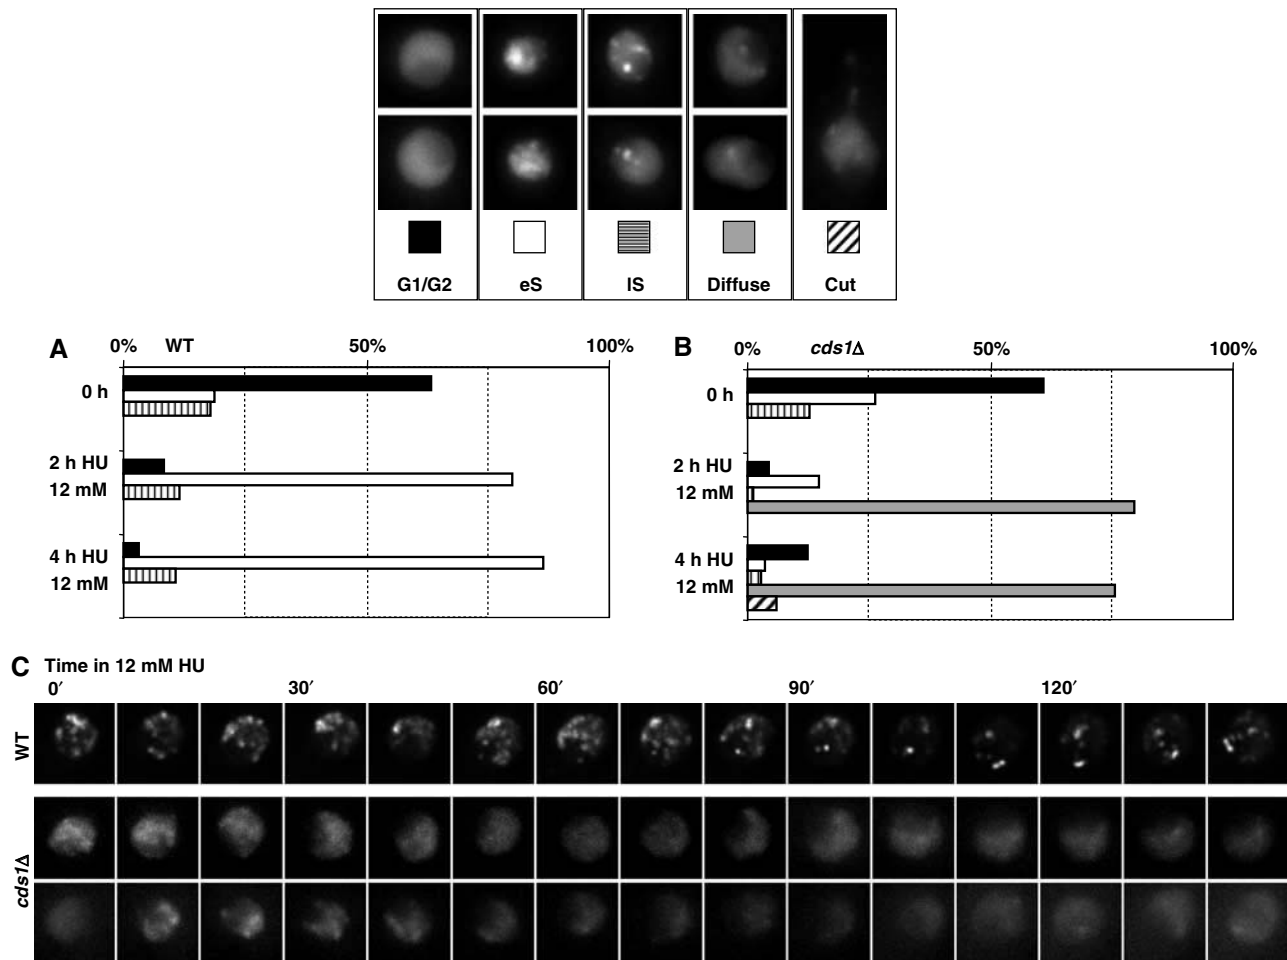 G1/G2 eS lS Diffuse Cut
A 0% WT 50% 100%
0 h
2 h HU
12 mM
4 h HU
12 mM
B 0% cds1Δ 50% 100%
0 h
2 h HU
12 mM
4 h HU
12 mM
C Time in 12 mM HU
0′ 30′ 60′ 90′ 120′
WT
cds1Δ